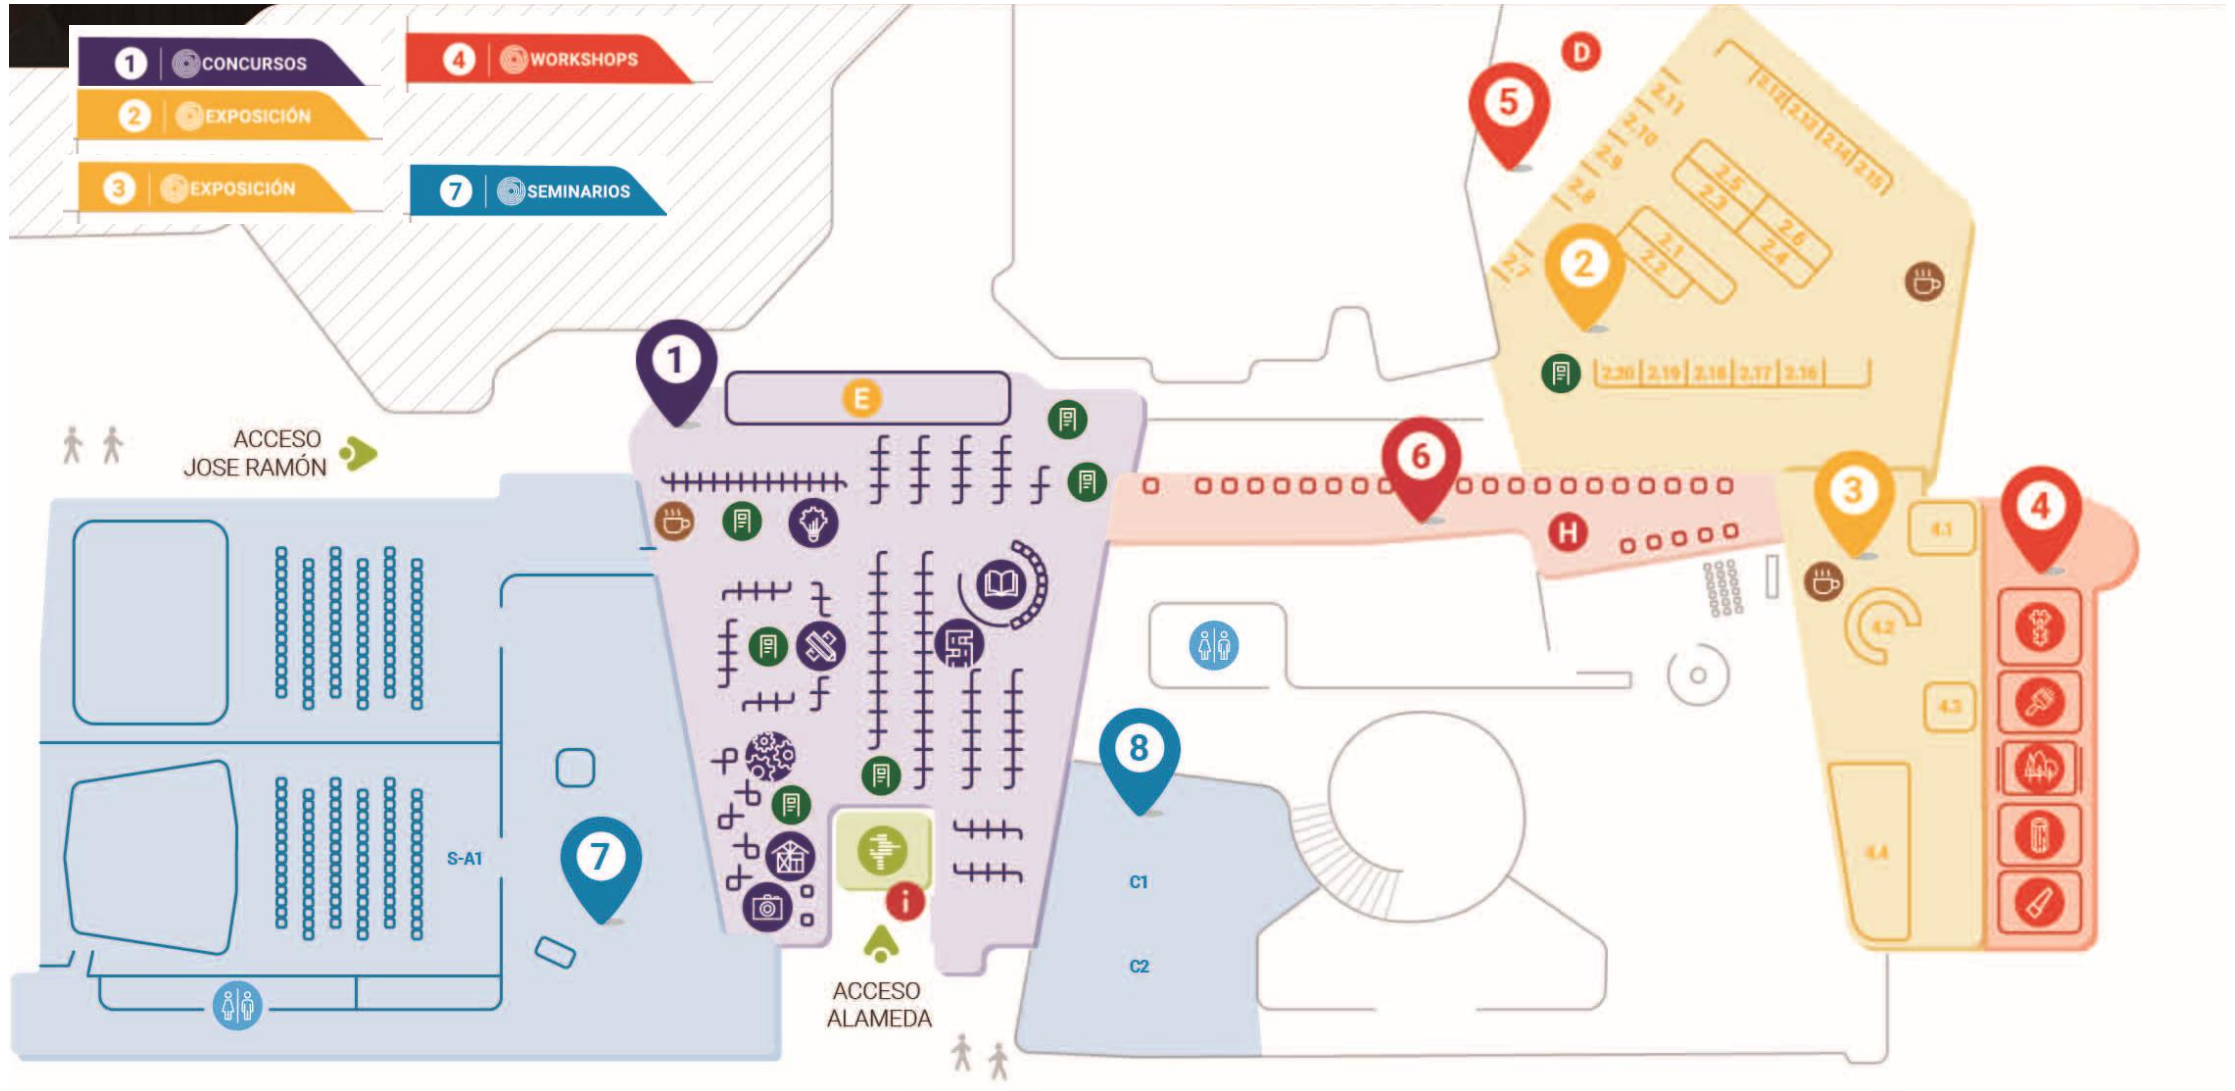 1 CONCURSOS
2 EXPOSICIÓN
3 EXPOSICIÓN
4 WORKSHOPS
7 SEMINARIOS
D
5
2.11
2.10
2.9
2.8
2.7
2.12 2.13 2.14 2.15
2.5
2.3
2.6
2.4
2.1
2.2
2
2.20 2.19 2.18 2.17 2.16
1
E
ACCESO
JOSE RAMÓN
6
H
3
4
4.1
4.2
4.3
4.4
8
C1
C2
S-A1
7
i
ACCESO
ALAMEDA